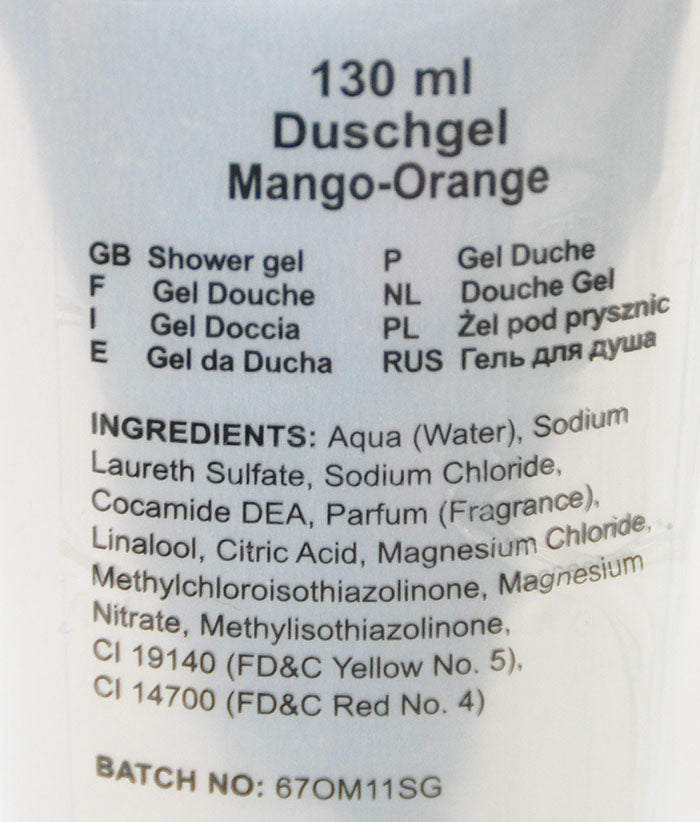 130 ml
Duschgel
Mango-Orange
GB Shower gel
F Gel Douche
I Gel Doccia
E Gel da Ducha
P Gel Duche
NL Douche Gel
PL Żel pod prysznic
RUS Гель для душа
INGREDIENTS: Aqua (Water), Sodium
Laureth Sulfate, Sodium Chloride,
Cocamide DEA, Parfum (Fragrance),
Linalool, Citric Acid, Magnesium Chloride,
Methylchloroisothiazolinone, Magnesium
Nitrate, Methylisothiazolinone,
CI 19140 (FD&C Yellow No. 5),
CI 14700 (FD&C Red No. 4)
BATCH NO: 67OM11SG